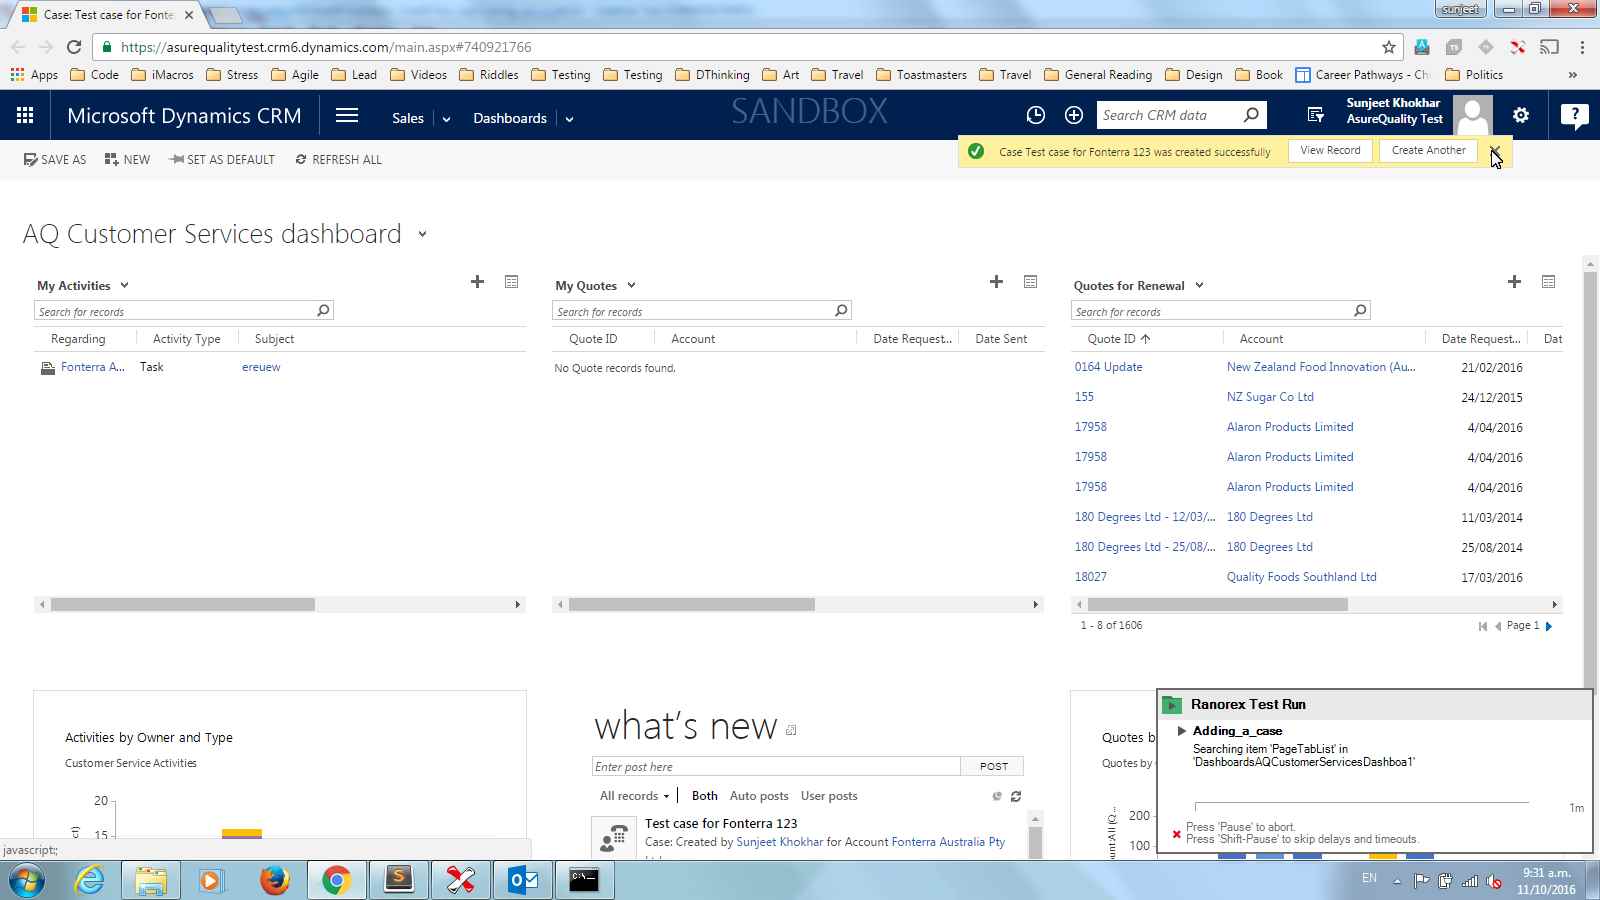 Case: Test case for Fonte
sunjeet
https://asurequalitytest.crm6.dynamics.com/main.aspx#740921766
Apps Code iMacros Stress Agile Lead Videos Riddles Testing Testing DThinking Art Travel Toastmasters Travel General Reading Design Book Career Pathways - Ch Politics »
Microsoft Dynamics CRM Sales Dashboards SANDBOX Search CRM data
Sunjeet Khokhar
AsureQuality Test
SAVE AS NEW SET AS DEFAULT REFRESH ALL
Case Test case for Fonterra 123 was created successfully View Record Create Another
AQ Customer Services dashboard
My Activities
Search for records
Regarding Activity Type Subject
Fonterra A... Task ereuew
My Quotes
Search for records
Quote ID Account Date Request... Date Sent
No Quote records found.
Quotes for Renewal
Search for records
Quote ID Account Date Request... Dat
0164 Update New Zealand Food Innovation (Au... 21/02/2016
155 NZ Sugar Co Ltd 24/12/2015
17958 Alaron Products Limited 4/04/2016
17958 Alaron Products Limited 4/04/2016
17958 Alaron Products Limited 4/04/2016
180 Degrees Ltd - 12/03/... 180 Degrees Ltd 11/03/2014
180 Degrees Ltd - 25/08/... 180 Degrees Ltd 25/08/2014
18027 Quality Foods Southland Ltd 17/03/2016
1 - 8 of 1606 Page 1
Activities by Owner and Type
Customer Service Activities
20
15
what's new
Enter post here POST
All records Both Auto posts User posts
Test case for Fonterra 123
Case: Created by Sunjeet Khokhar for Account Fonterra Australia Pty
Quotes b
Quotes by
200
100
Ranorex Test Run
Adding_a_case
Searching item 'PageTabList' in
'DashboardsAQCustomerServicesDashboa1'
1m
Press 'Pause' to abort.
Press 'Shift-Pause' to skip delays and timeouts.
javascript:;
EN
9:31 a.m.
11/10/2016